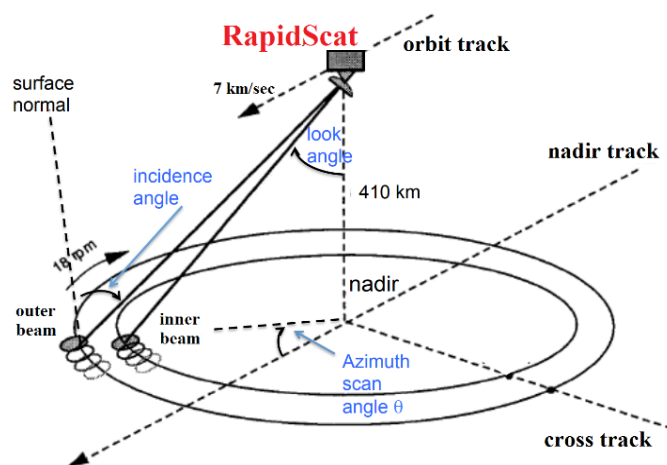 RapidScat
orbit track
7 km/sec
surface
normal
look
angle
nadir track
incidence
angle
410 km
18 rpm
nadir
outer
beam
inner
beam
Azimuth
scan
angle θ
cross track